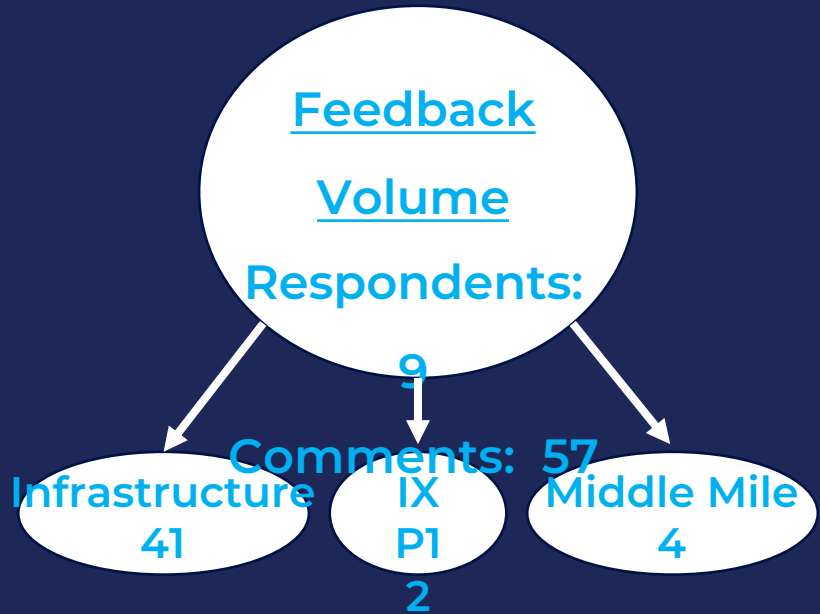 Feedback
Volume
Respondents:
9
Comments: 57
Infrastructure
41
IX
P1
2
Middle Mile
4